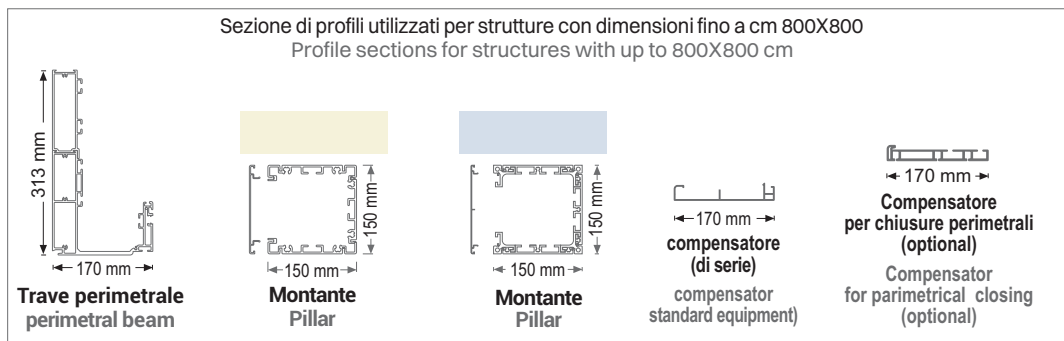 Sezione di profili utilizzati per strutture con dimensioni fino a cm 800X800
Profile sections for structures with up to 800X800 cm
313 mm
170 mm
Trave perimetrale
perimetral beam
150 mm
150 mm
Montante
Pillar
150 mm
150 mm
Montante
Pillar
170 mm
compensatore
(di serie)
compensator
standard equipment)
170 mm
Compensatore
per chiusure perimetrali
(optional)
Compensator
for parimetrical closing
(optional)